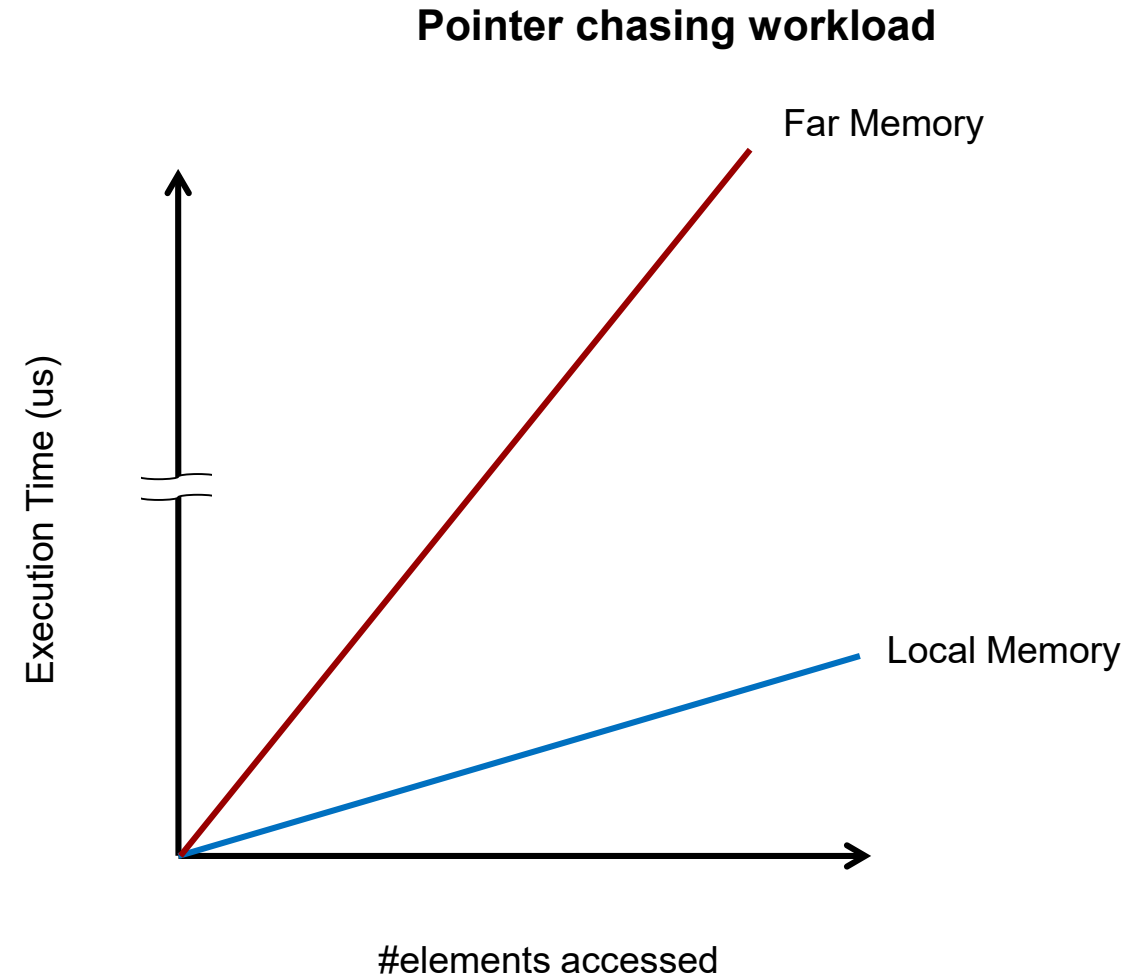 Pointer chasing workload
Far Memory
Execution Time (us)
Local Memory
#elements accessed